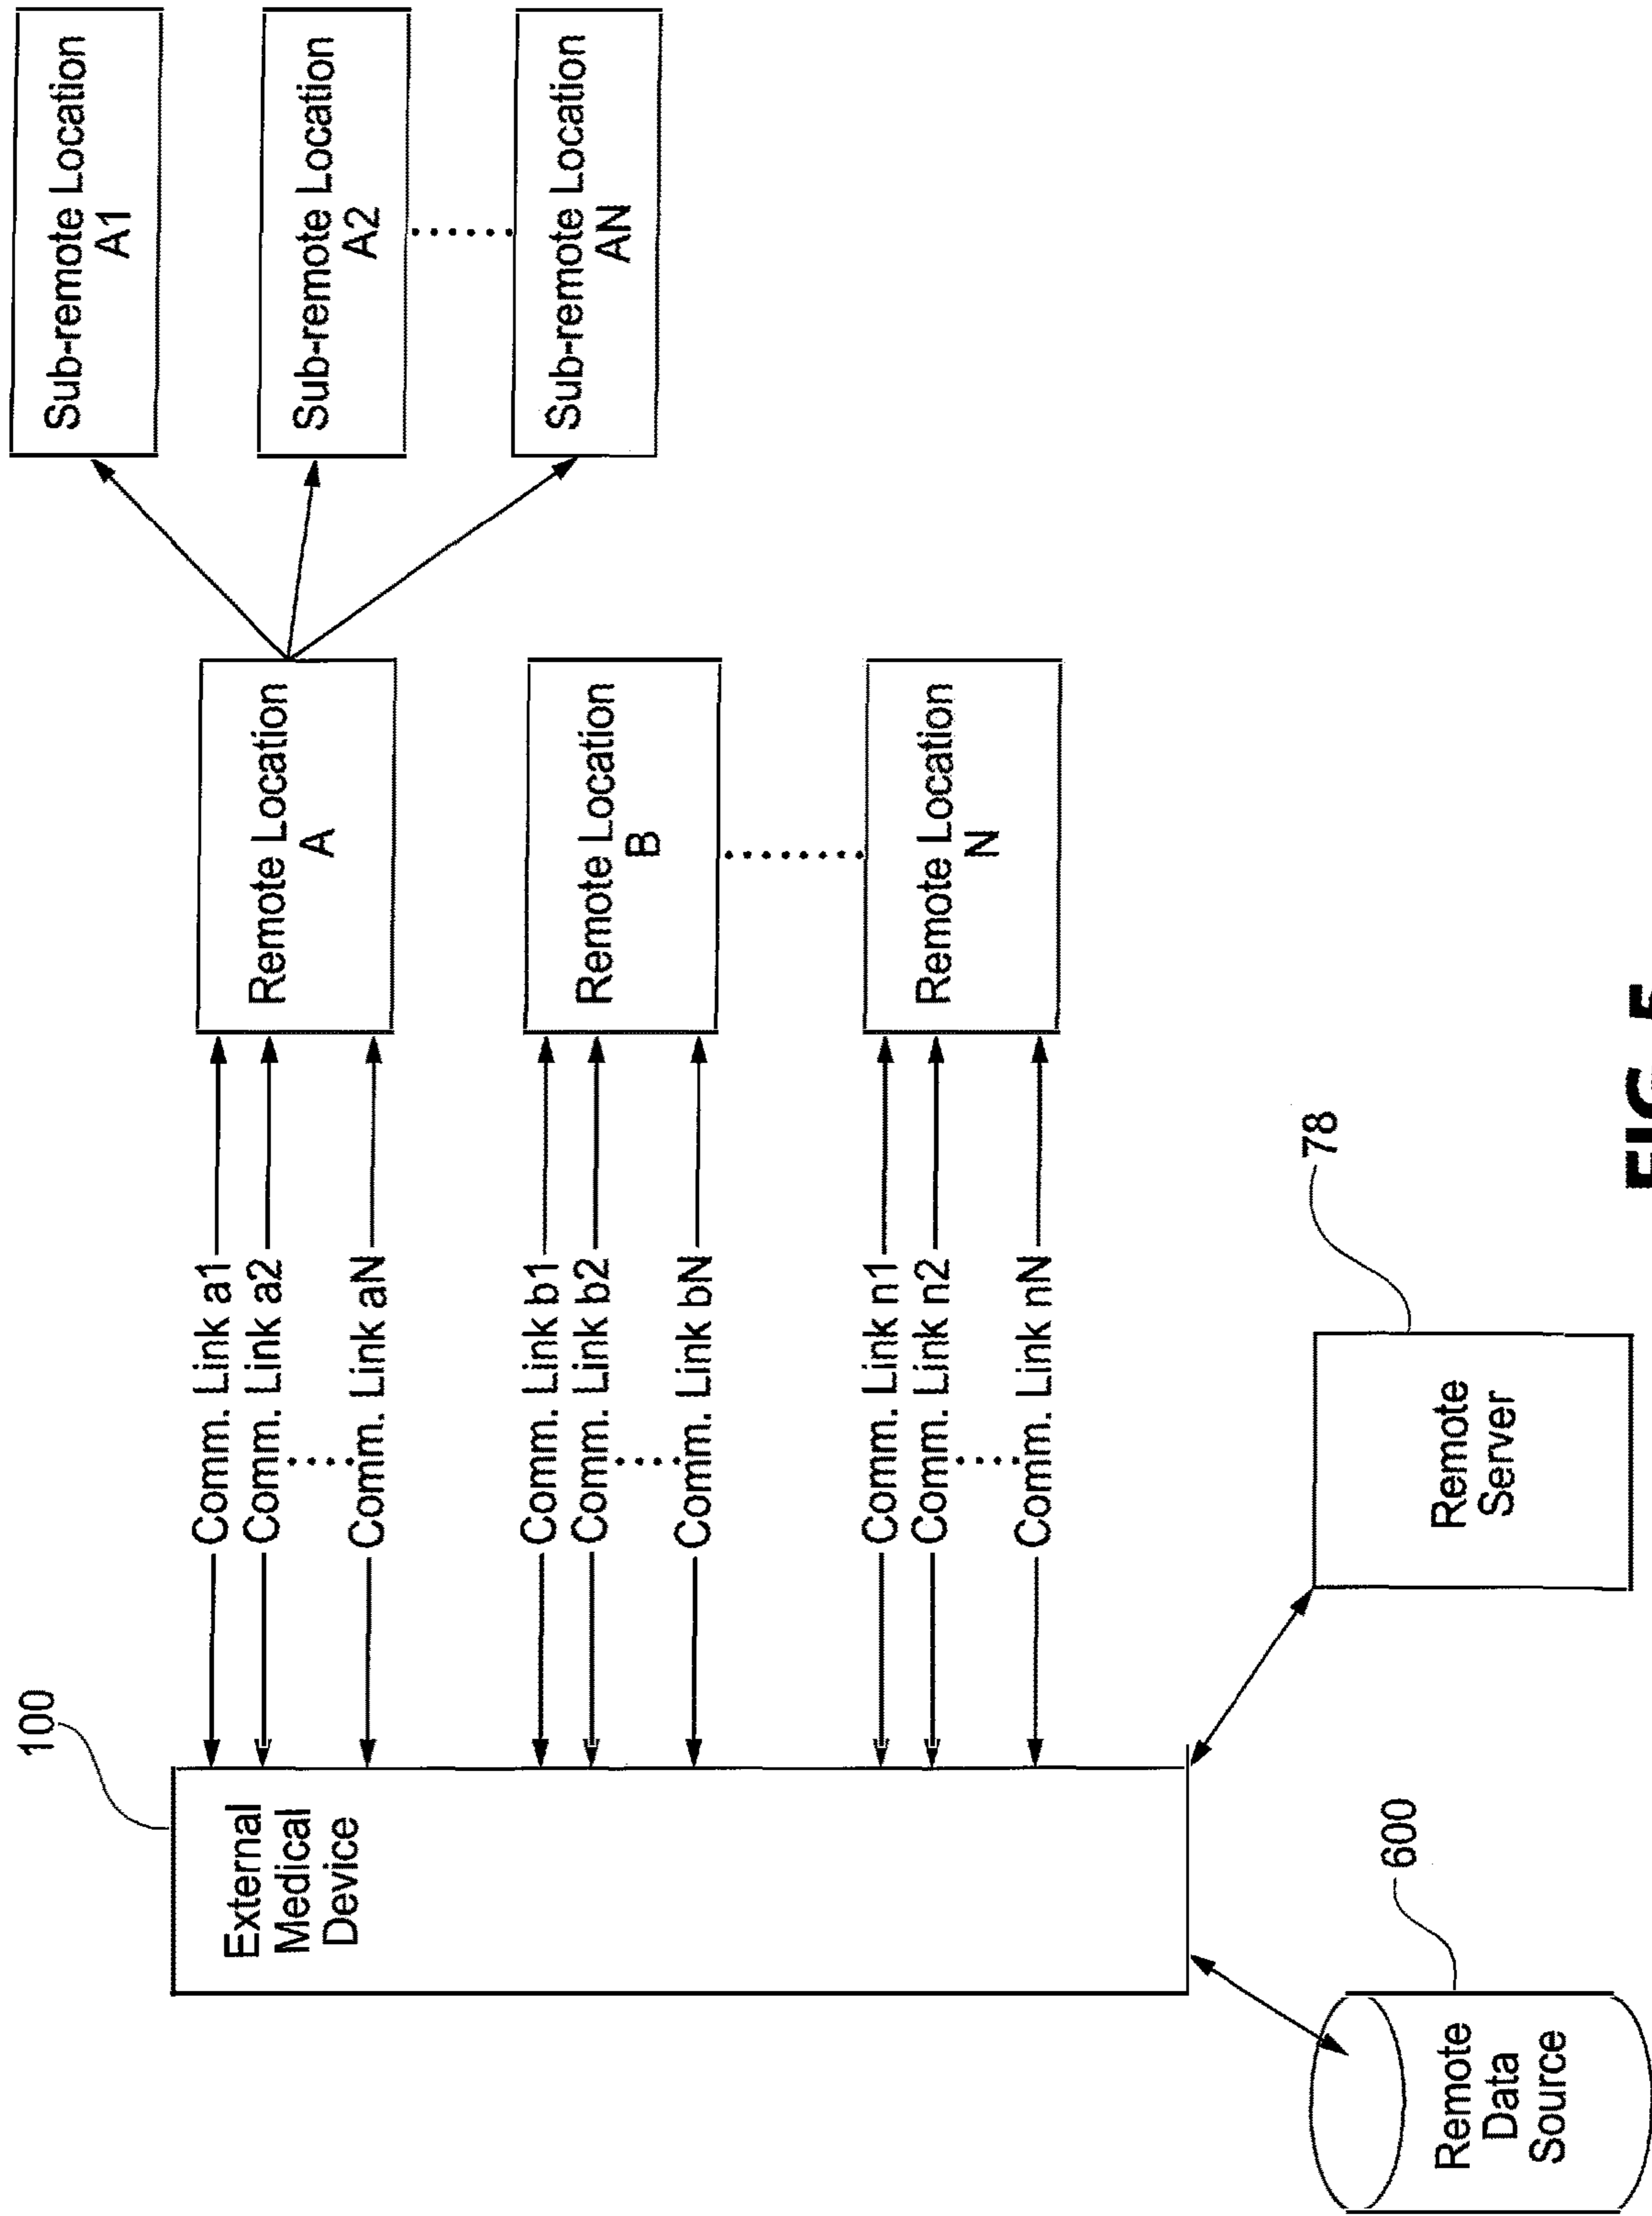 100
External
Medical
Device
Comm. Link a1
Comm. Link a2
Comm. Link aN
Comm. Link b1
Comm. Link b2
Comm. Link bN
Comm. Link n1
Comm. Link n2
Comm. Link nN
Remote Location
A
Remote Location
B
Remote Location
N
Sub-remote Location
A1
Sub-remote Location
A2
Sub-remote Location
AN
600
Remote
Data
Source
78
Remote
Server